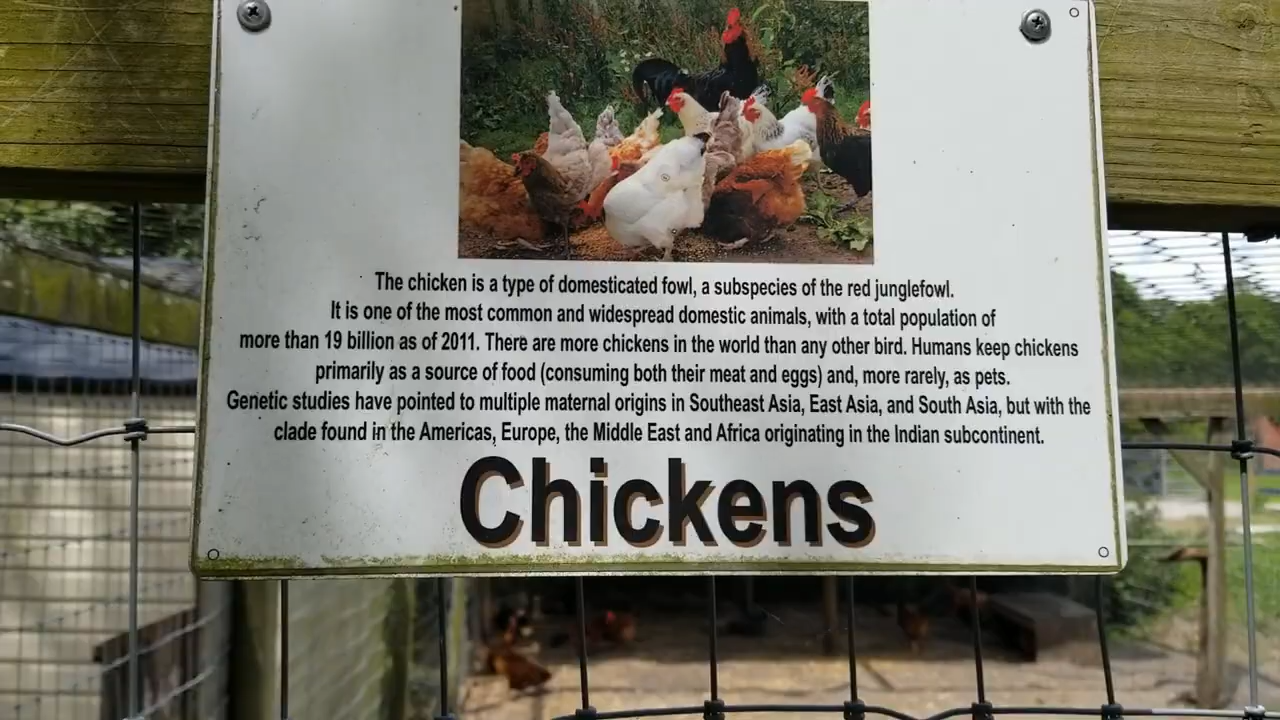 The chicken is a type of domesticated fowl, a subspecies of the red junglefowl.
It is one of the most common and widespread domestic animals, with a total population of
more than 19 billion as of 2011. There are more chickens in the world than any other bird. Humans keep chickens
primarily as a source of food (consuming both their meat and eggs) and, more rarely, as pets.
Genetic studies have pointed to multiple maternal origins in Southeast Asia, East Asia, and South Asia, but with the
clade found in the Americas, Europe, the Middle East and Africa originating in the Indian subcontinent.
Chickens